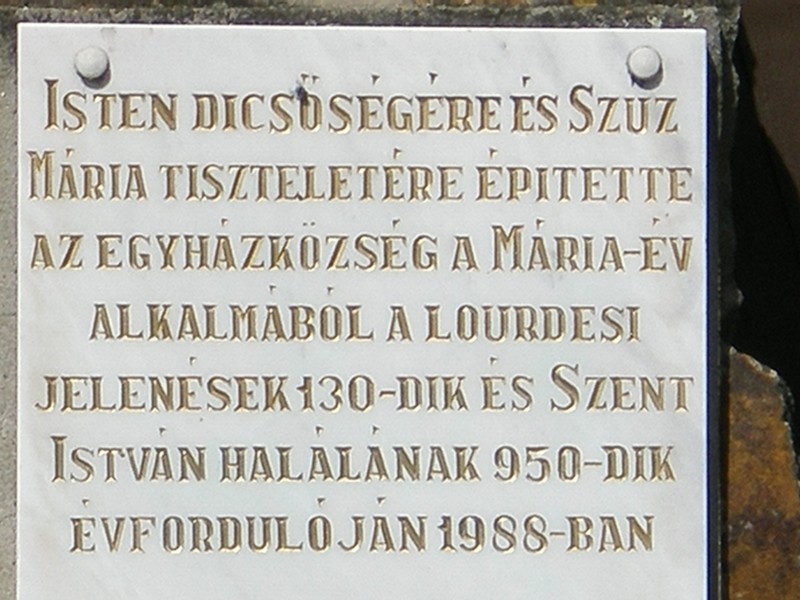 ISTEN DICSŐSÉGÉRE ÉS SZŰZ
MÁRIA TISZTELETÉRE ÉPITETTE
AZ EGYHÁZKÖZSÉG A MÁRIA-ÉV
ALKALMÁBÓL A LOURDESI
JELENÉSEK 130-DIK ÉS SZENT
ISTVÁN HALÁLÁNAK 950-DIK
ÉVFORDULÓJÁN 1988-BAN